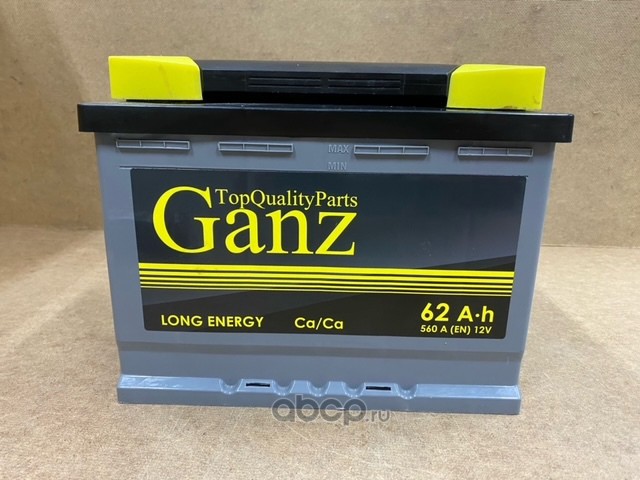 MAX
MIN
TopQualityParts
Ganz
LONG ENERGY Ca/Ca 62 A·h
560 A (EN) 12V
abcp.ru